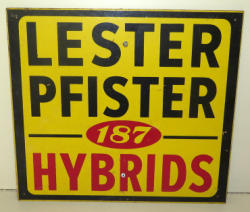 LESTER
PFISTER
187
HYBRIDS